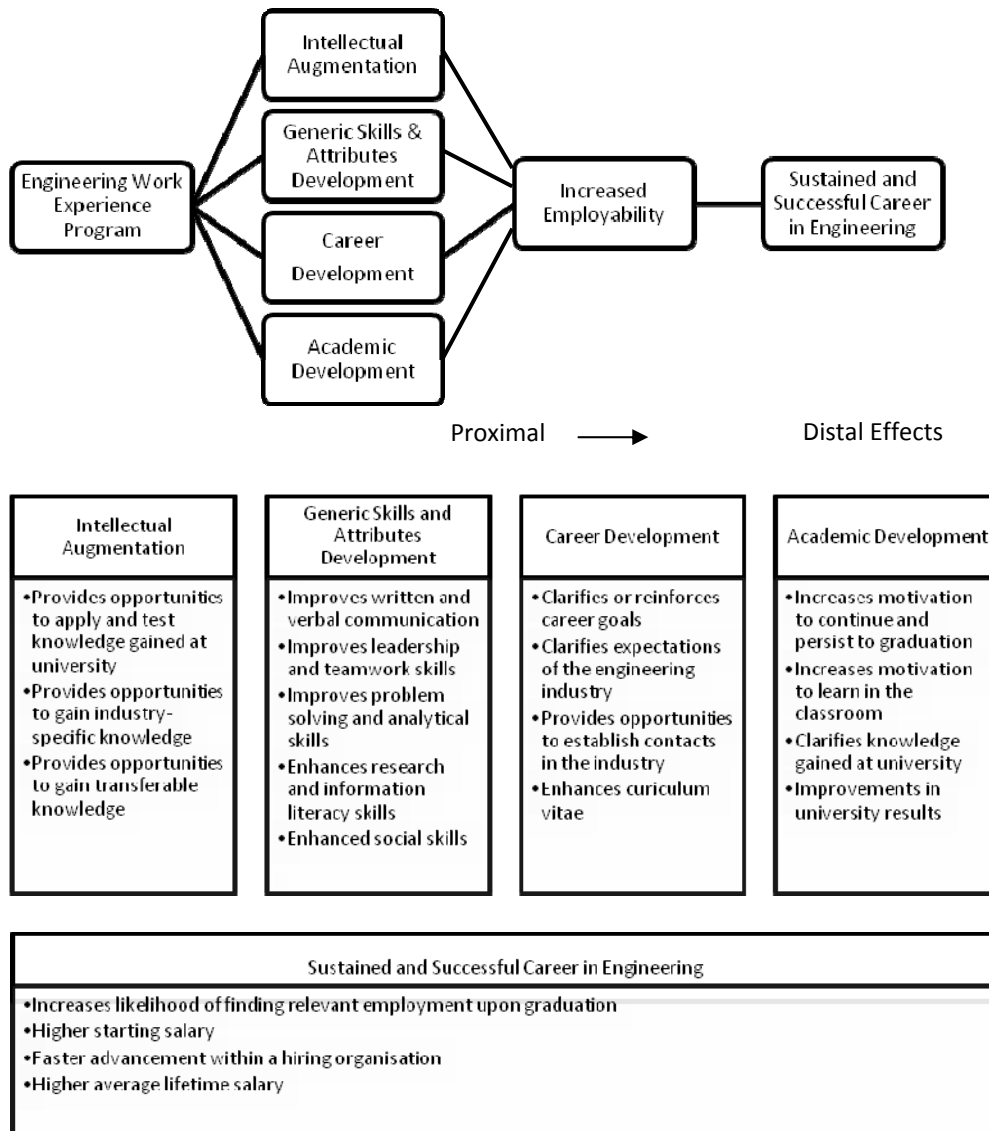 Intellectual
Augmentation
Generic Skills &
Attributes
Development
Engineering Work
Experience
Program
Career
Development
Academic
Development
Increased
Employability
Sustained and
Successful Career
in Engineering
Proximal
Distal Effects
Intellectual
Augmentation
•Provides opportunities
to apply and test
knowledge gained at
university
•Provides opportunities
to gain industry-
specific knowledge
•Provides opportunities
to gain transferable
knowledge
Generic Skills and
Attributes
Development
•Improves written and
verbal communication
•Improves leadership
and teamwork skills
•Improves problem
solving and analytical
skills
•Enhances research
and information
literacy skills
•Enhanced social skills
Career Development
•Clarifies or reinforces
career goals
•Clarifies expectations
of the engineering
industry
•Provides opportunities
to establish contacts
in the industry
•Enhances curiculum
vitae
Academic Development
•Increases motivation
to continue and
persist to graduation
•Increases motivation
to learn in the
classroom
•Clarifies knowledge
gained at university
•Improvements in
university results
Sustained and Successful Career in Engineering
•Increases likelihood of finding relevant employment upon graduation
•Higher starting salary
•Faster advancement within a hiring organisation
•Higher average lifetime salary